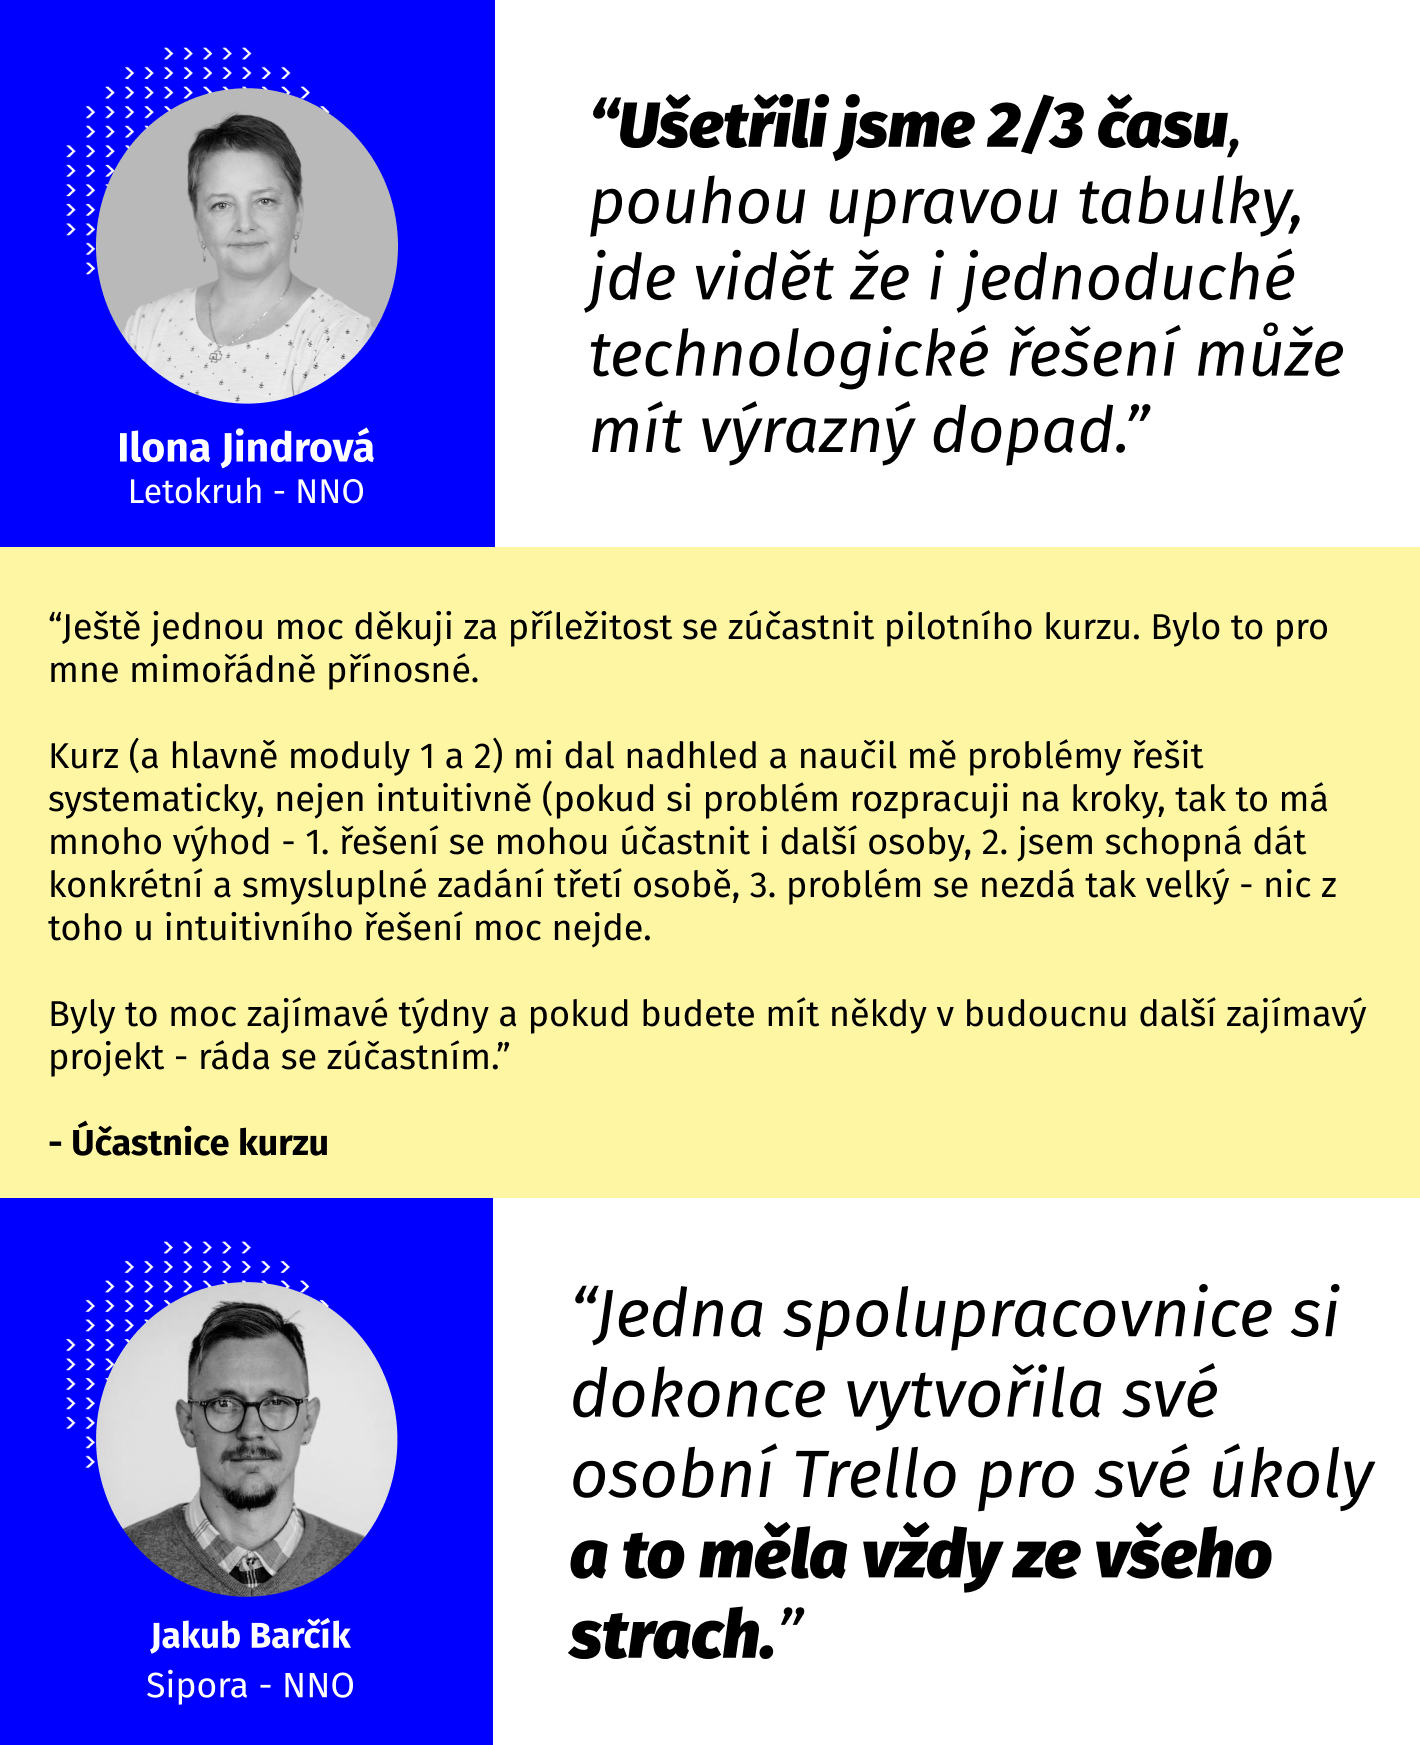 “Ušetřili jsme 2/3 času,
pouhou upravou tabulky,
jde vidět že i jednoduché
technologické řešení může
mít výrazný dopad.”
Ilona Jindrová
Letokruh - NNO
“Ještě jednou moc děkuji za příležitost se zúčastnit pilotního kurzu. Bylo to pro
mne mimořádně přínosné.
Kurz (a hlavně moduly 1 a 2) mi dal nadhled a naučil mě problémy řešit
systematicky, nejen intuitivně (pokud si problém rozpracuji na kroky, tak to má
mnoho výhod - 1. řešení se mohou účastnit i další osoby, 2. jsem schopná dát
konkrétní a smysluplné zadání třetí osobě, 3. problém se nezdá tak velký - nic z
toho u intuitivního řešení moc nejde.
Byly to moc zajímavé týdny a pokud budete mít někdy v budoucnu další zajímavý
projekt - ráda se zúčastním.”
- Účastnice kurzu
“Jedna spolupracovnice si
dokonce vytvořila své
osobní Trello pro své úkoly
a to měla vždy ze všeho
strach.”
Jakub Barčík
Sipora - NNO